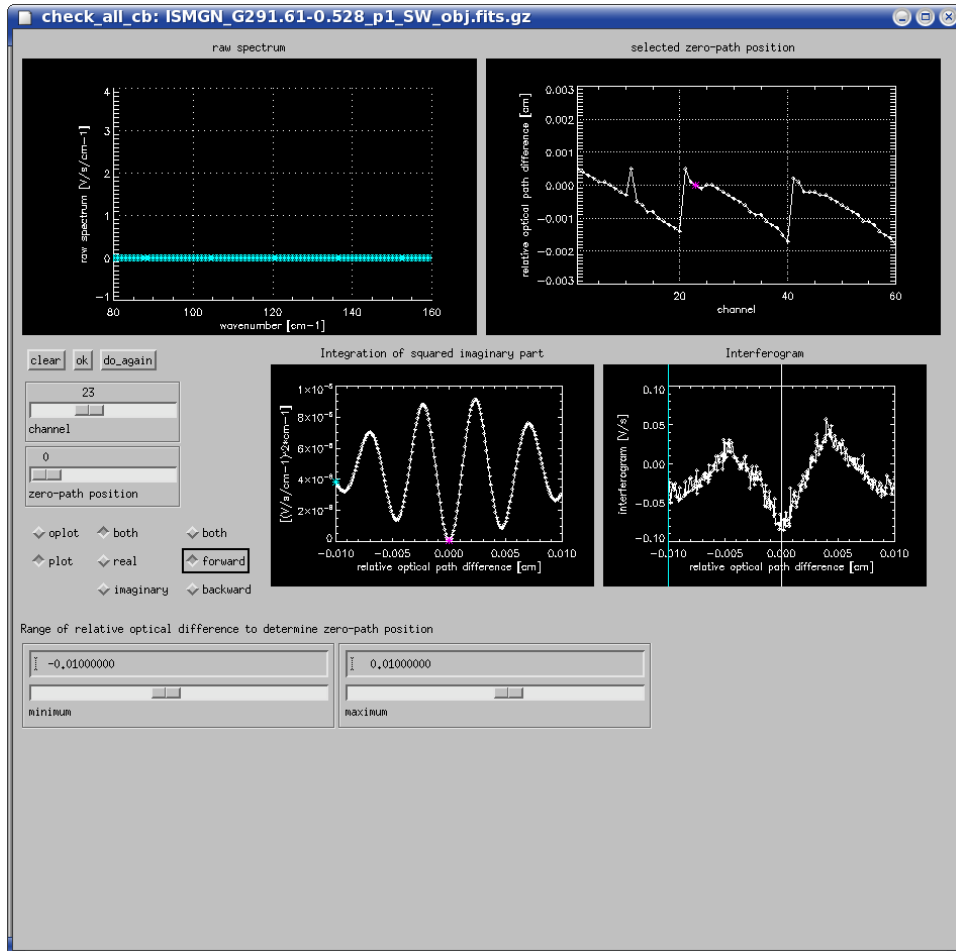 check_all_cb: ISMGN_G291.61-0.528_p1_SW_obj.fits.gz
raw spectrum
selected zero-path position
4
3
2
1
0
−1
raw spectrum [V/s/cm−1]
80 100 120 140 160
wavenumber [cm−1]
0.003
0.002
0.001
0.000
−0.001
−0.002
−0.003
relative optical path difference [cm]
20 40 60
channel
clear ok do_again
23
channel
0
zero-path position
oplot both both
plot real forward
imaginary backward
Integration of squared imaginary part
1×10⁻⁵
8×10⁻⁶
6×10⁻⁶
4×10⁻⁶
2×10⁻⁶
0
[(V/s/cm−1)^2*cm−1]
−0.010 −0.005 0.000 0.005 0.010
relative optical path difference [cm]
Interferogram
0.10
0.05
0.00
−0.05
−0.10
interferogram [V/s]
−0.010 −0.005 0.000 0.005 0.010
relative optical path difference [cm]
Range of relative optical difference to determine zero-path position
-0.01000000
minimum
0.01000000
maximum